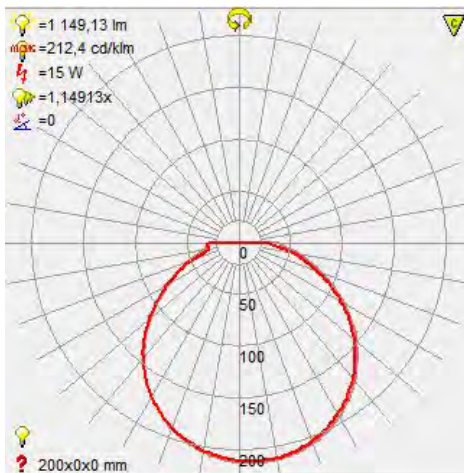 =1 149,13 lm
max =212,4 cd/klm
=15 W
=1,14913x
=0
C
0
50
100
150
200
? 200x0x0 mm